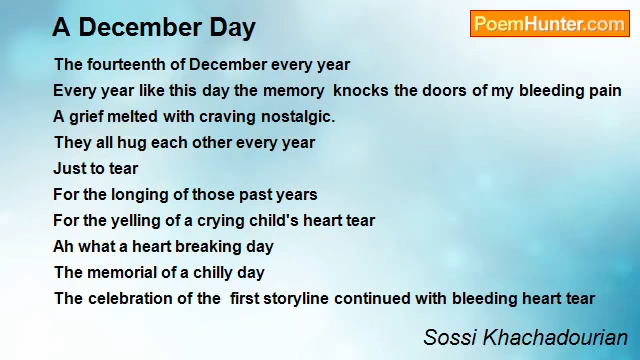 A December Day
PoemHunter.com
The fourteenth of December every year
Every year like this day the memory knocks the doors of my bleeding pain
A grief melted with craving nostalgic.
They all hug each other every year
Just to tear
For the longing of those past years
For the yelling of a crying child's heart tear
Ah what a heart breaking day
The memorial of a chilly day
The celebration of the first storyline continued with bleeding heart tear
Sossi Khachadourian